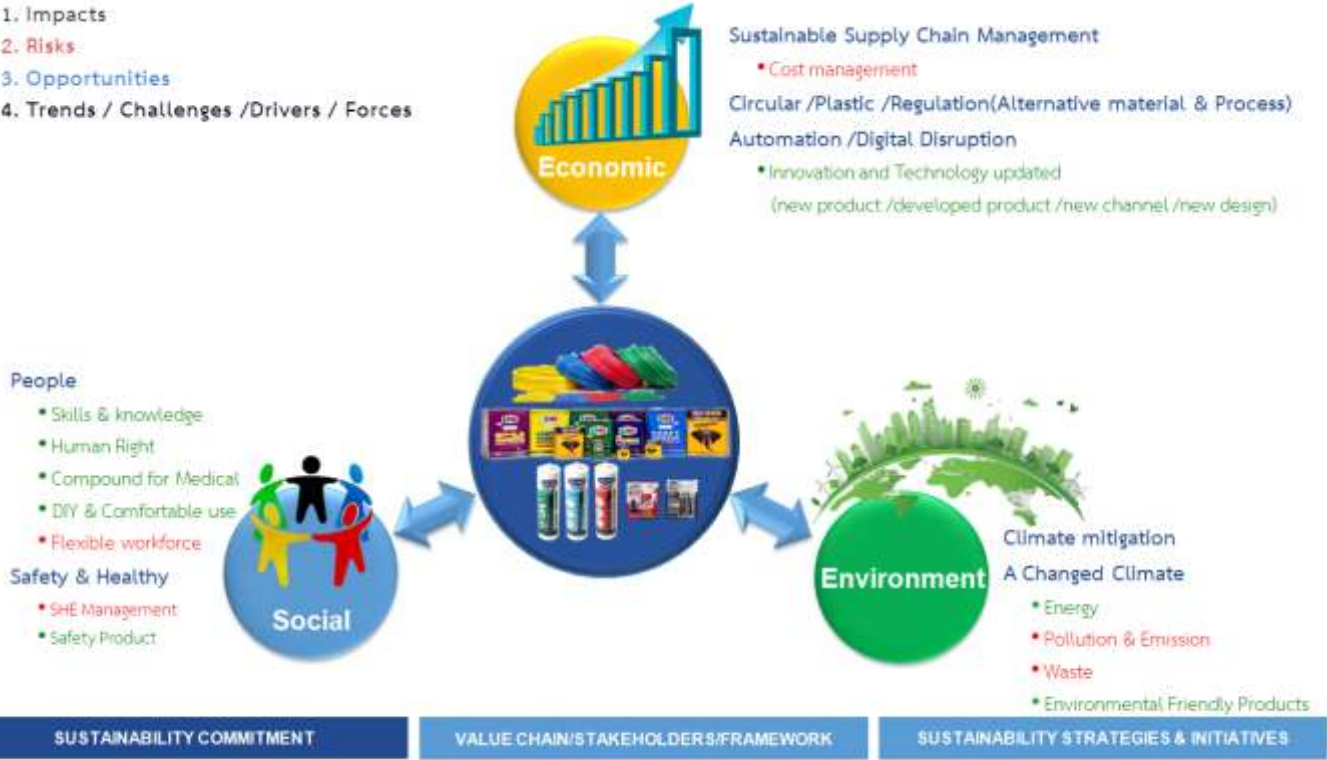 1. Impacts
2. Risks
3. Opportunities
4. Trends / Challenges /Drivers / Forces
Economic
Sustainable Supply Chain Management
• Cost management
Circular /Plastic /Regulation(Alternative material & Process)
Automation /Digital Disruption
• Innovation and Technology updated
(new product /developed product /new channel /new design)
People
• Skills & knowledge
• Human Right
• Compound for Medical
• DIY & Comfortable use
• Flexible workforce
Safety & Healthy
• SHE Management
• Safety Product
Social
Environment
Climate mitigation
A Changed Climate
• Energy
• Pollution & Emission
• Waste
• Environmental Friendly Products
SUSTAINABILITY COMMITMENT
VALUE CHAIN/STAKEHOLDERS/FRAMEWORK
SUSTAINABILITY STRATEGIES & INITIATIVES